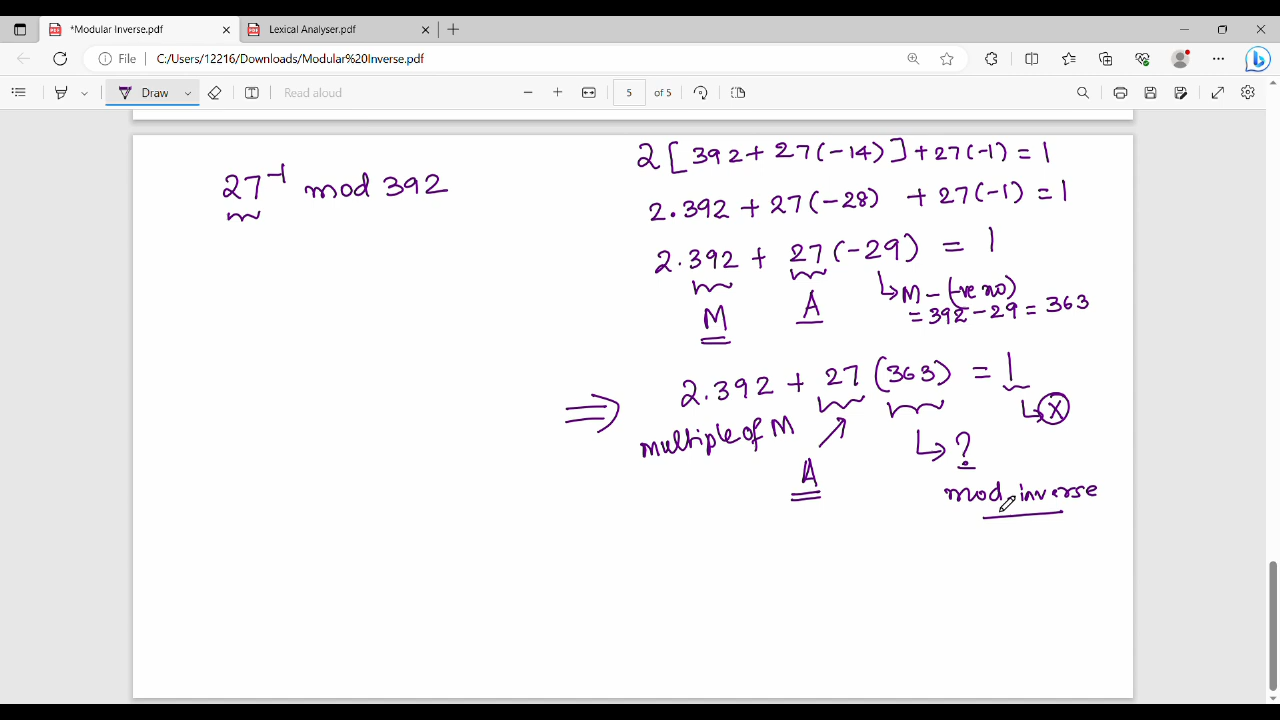 *Modular Inverse.pdf
Lexical Analyser.pdf
File
C:/Users/12216/Downloads/Modular%20Inverse.pdf
Draw
Read aloud
5 of 5
27⁻¹ mod 392
2[392+27(-14)]+27(-1)=1
2.392+27(-28) +27(-1)=1
2.392+27(-29) = 1
M
A
↳M-(-ve no)
=392-29=363
⇒ 2.392+27(363) = 1
↳Ⓧ
multiple of M
A
↳?
mod inverse